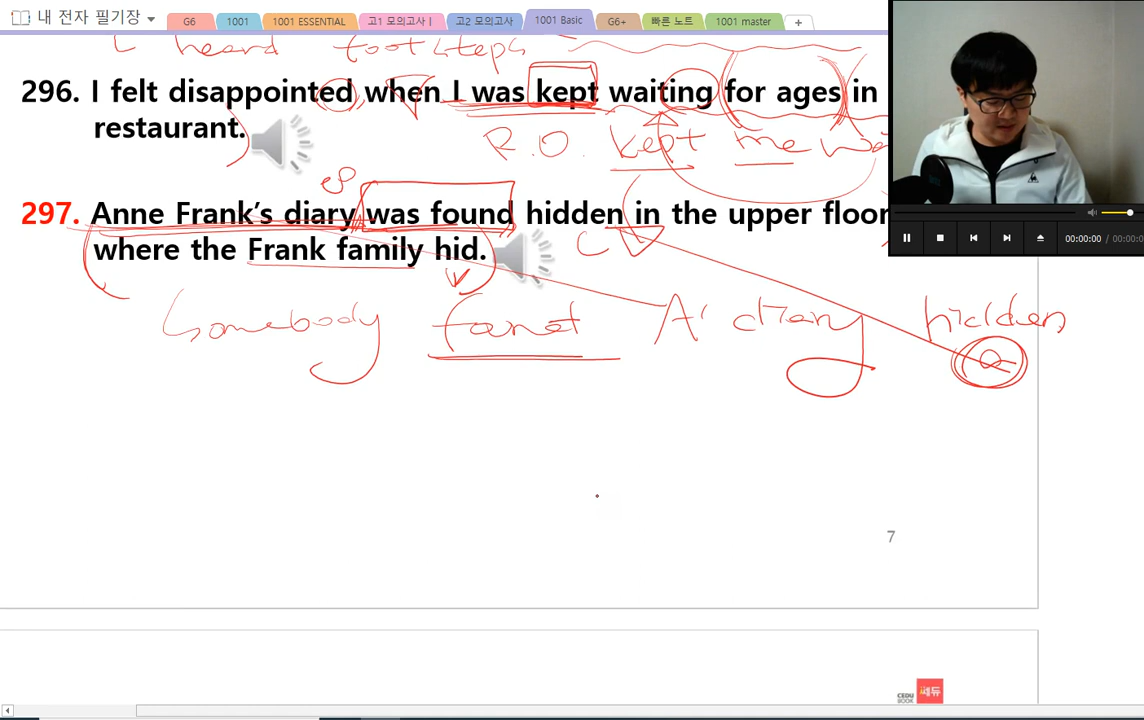 내 전자 필기장
G6 1001 1001 ESSENTIAL 고1 모의고사 I 고2 모의고사 1001 Basic G6+ 빠른 노트 1001 master +
heard footsteps
296. I felt disappointed, when I was kept waiting for ages in
restaurant.
R.O. kept me
297. Anne Frank's diary was found hidden in the upper floor
where the Frank family hid.
C
Somebody found A' diary hidden
7
00:00:00 / 00:00:0
CEDU
BOOK
쎄듀